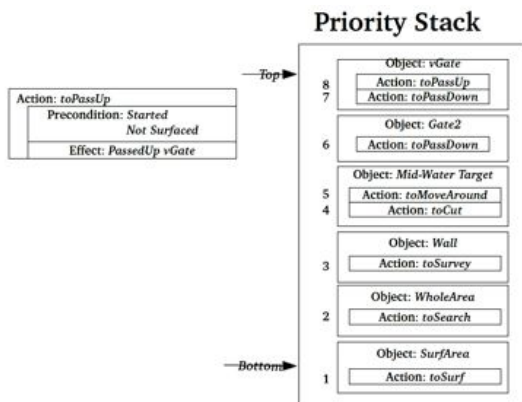 Priority Stack
Top
Object: vGate
8 Action: toPassUp
7 Action: toPassDown
Action: toPassUp
Precondition: Started
Not Surfaced
Effect: PassedUp vGate
Object: Gate2
6 Action: toPassDown
Object: Mid-Water Target
5 Action: toMoveAround
4 Action: toCut
Object: Wall
3 Action: toSurvey
Object: WholeArea
2 Action: toSearch
Bottom
Object: SurfArea
1 Action: toSurf